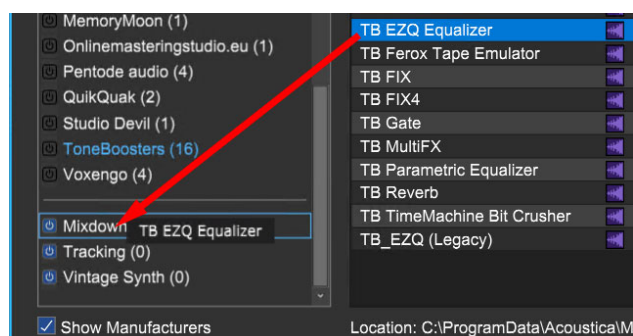 MemoryMoon (1)
Onlinemasteringstudio.eu (1)
Pentode audio (4)
QuikQuak (2)
Studio Devil (1)
ToneBoosters (16)
Voxengo (4)
Mixdown
TB EZQ Equalizer
Tracking (0)
Vintage Synth (0)
Show Manufacturers
TB EZQ Equalizer
TB Ferox Tape Emulator
TB FIX
TB FIX4
TB Gate
TB MultiFX
TB Parametric Equalizer
TB Reverb
TB TimeMachine Bit Crusher
TB_EZQ (Legacy)
Location: C:\ProgramData\Acoustica\M